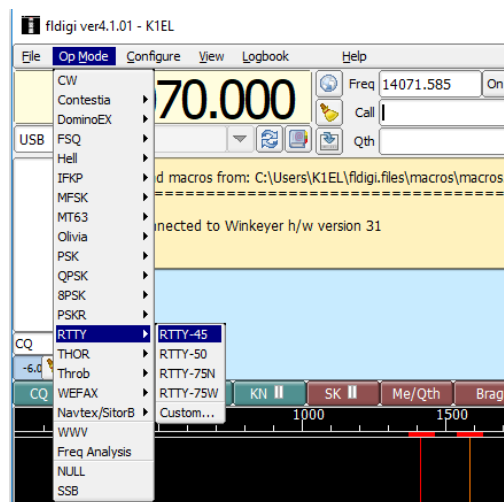 fldigi ver4.1.01 - K1EL
File Op Mode Configure View Logbook Help
70.000 Freq 14071.585 On
Call
USB Qth
CW
Contestia
DominoEX
FSQ
Hell
IFKP
MFSK
MT63
Olivia
PSK
QPSK
8PSK
PSKR
RTTY
THOR
Throb
WEFAX
Navtex/SitorB
WWV
Freq Analysis
NULL
SSB
RTTY-45
RTTY-50
RTTY-75N
RTTY-75W
Custom...
d macros from: C:\Users\K1EL\fldigi.files\macros\macros.
=====================================
nnected to Winkeyer h/w version 31
CQ
-6.0
CQ KN SK Me/Qth Brag
1000 1500